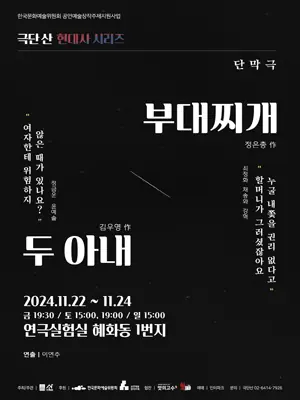 한국문화예술위원회 공연예술창작주체지원사업
극단 산 현대사 시리즈
단막극
부대찌개
정은총 作
"누굴 내쫓을 권리 없다고
할머니가 그러셨잖아요"
"여자한테 위험하지
않은 때가 있나요?"
김우영 作
두 아내
2024.11.22 ~ 11.24
금 19:30 / 토 15:00, 19:00 / 일 15:00
연극실험실 혜화동 1번지
연출 | 이연주